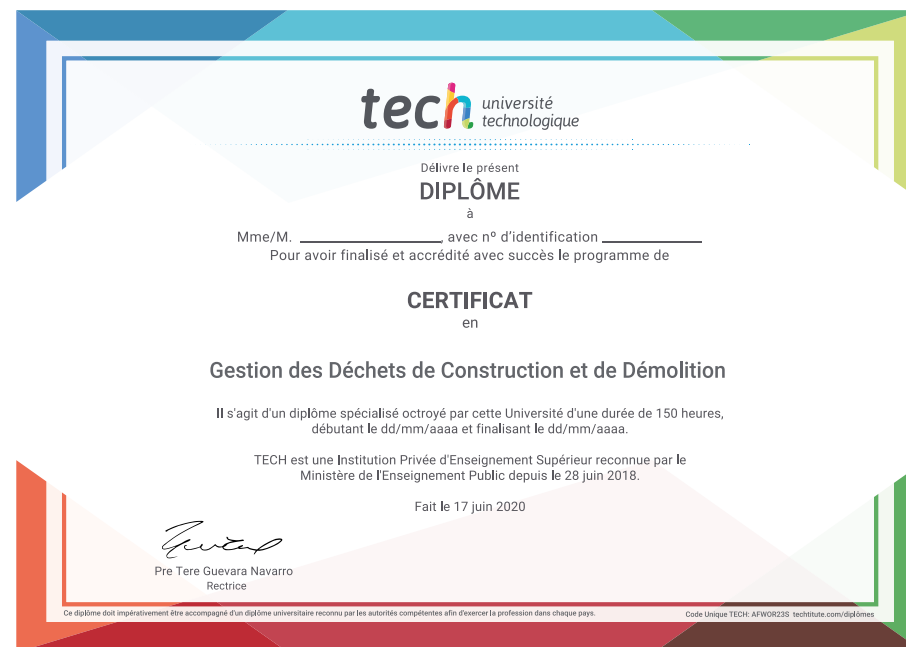 tech université
technologique
Délivre le présent
DIPLÔME
à
Mme/M. ____________________, avec nº d'identification ______________
Pour avoir finalisé et accrédité avec succès le programme de
CERTIFICAT
en
Gestion des Déchets de Construction et de Démolition
Il s'agit d'un diplôme spécialisé octroyé par cette Université d'une durée de 150 heures,
débutant le dd/mm/aaaa et finalisant le dd/mm/aaaa.
TECH est une Institution Privée d'Enseignement Supérieur reconnue par le
Ministère de l'Enseignement Public depuis le 28 juin 2018.
Fait le 17 juin 2020
Pre Tere Guevara Navarro
Rectrice
Ce diplôme doit impérativement être accompagné d'un diplôme universitaire reconnu par les autorités compétentes afin d'exercer la profession dans chaque pays.
Code Unique TECH: AFWOR23S techtitute.com/diplômes